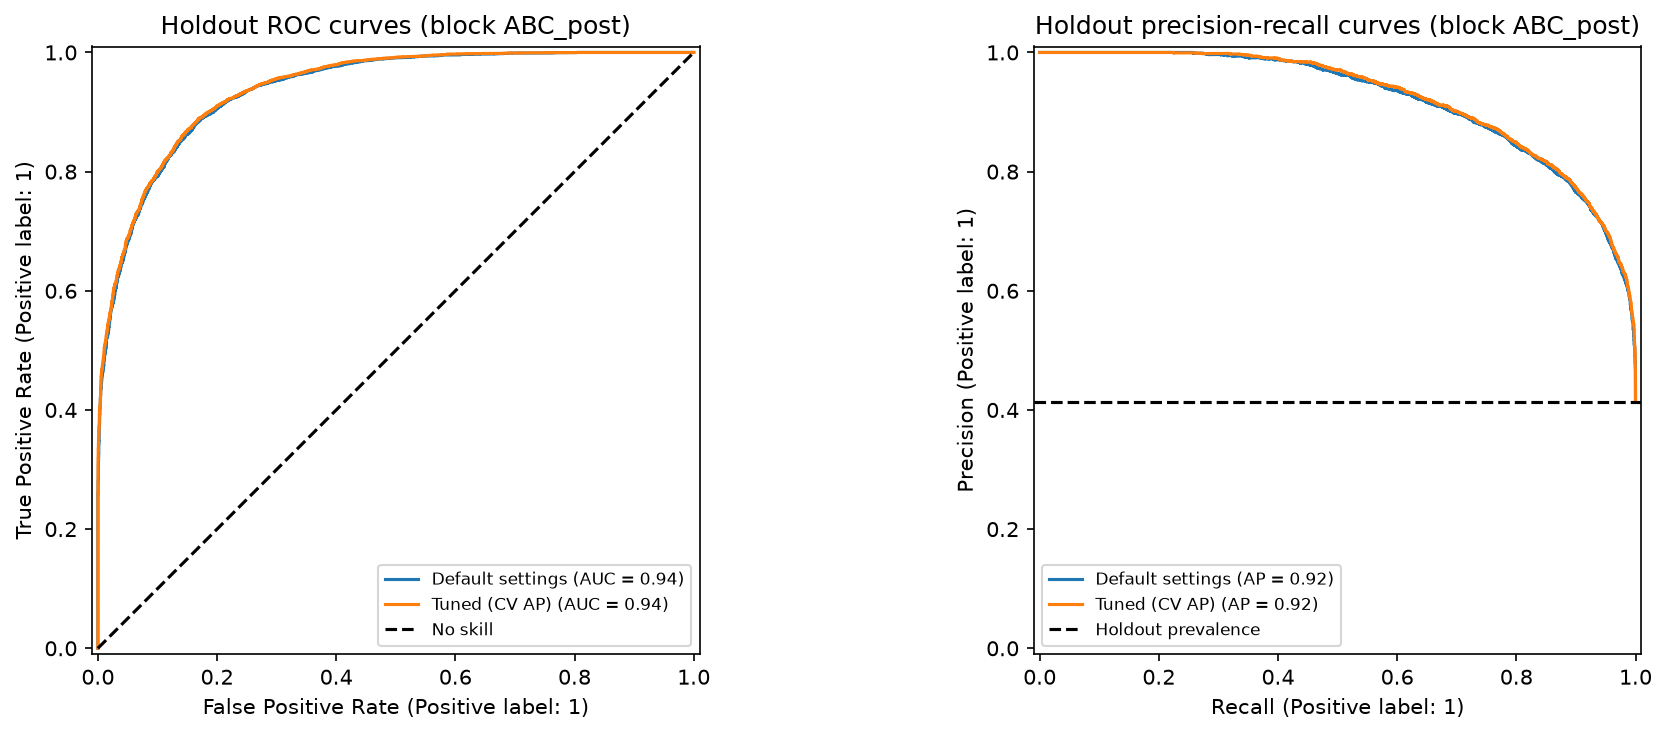 Holdout ROC curves (block ABC_post)
True Positive Rate (Positive label: 1)
1.0
0.8
0.6
0.4
0.2
0.0
Default settings (AUC = 0.94)
Tuned (CV AP) (AUC = 0.94)
No skill
0.0 0.2 0.4 0.6 0.8 1.0
False Positive Rate (Positive label: 1)
Holdout precision-recall curves (block ABC_post)
Precision (Positive label: 1)
1.0
0.8
0.6
0.4
0.2
0.0
Default settings (AP = 0.92)
Tuned (CV AP) (AP = 0.92)
Holdout prevalence
0.0 0.2 0.4 0.6 0.8 1.0
Recall (Positive label: 1)